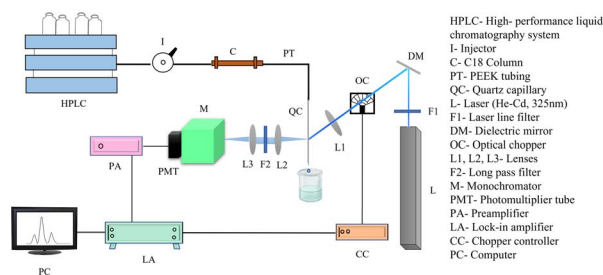 HPLC
I
C
PT
DM
OC
QC
M
L1
F1
PA
PMT
L3
F2
L2
L
PC
LA
CC
HPLC- High- performance liquid
chromatography system
I- Injector
C- C18 Column
PT- PEEK tubing
QC- Quartz capillary
L- Laser (He-Cd, 325nm)
F1- Laser line filter
DM- Dielectric mirror
OC- Optical chopper
L1, L2, L3- Lenses
F2- Long pass filter
M- Monochromator
PMT- Photomultiplier tube
PA- Preamplifier
LA- Lock-in amplifier
CC- Chopper controller
PC- Computer